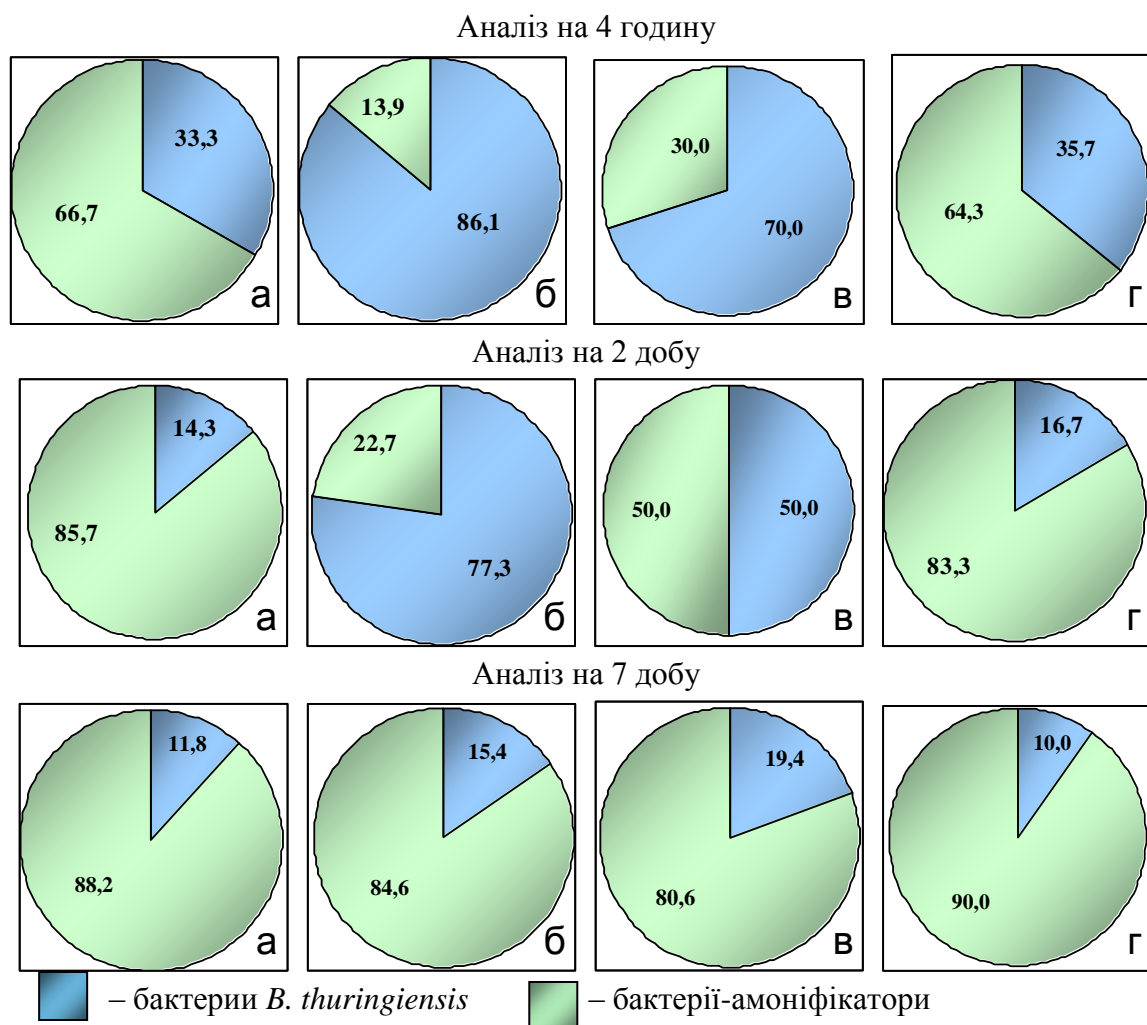 Аналіз на 4 годину
33,3
66,7
а
13,9
86,1
б
30,0
70,0
в
35,7
64,3
г
Аналіз на 2 добу
14,3
85,7
а
22,7
77,3
б
50,0 50,0
в
16,7
83,3
г
Аналіз на 7 добу
11,8
88,2
а
15,4
84,6
б
19,4
80,6
в
10,0
90,0
г
– бактерии B. thuringiensis
– бактерії-амоніфікатори